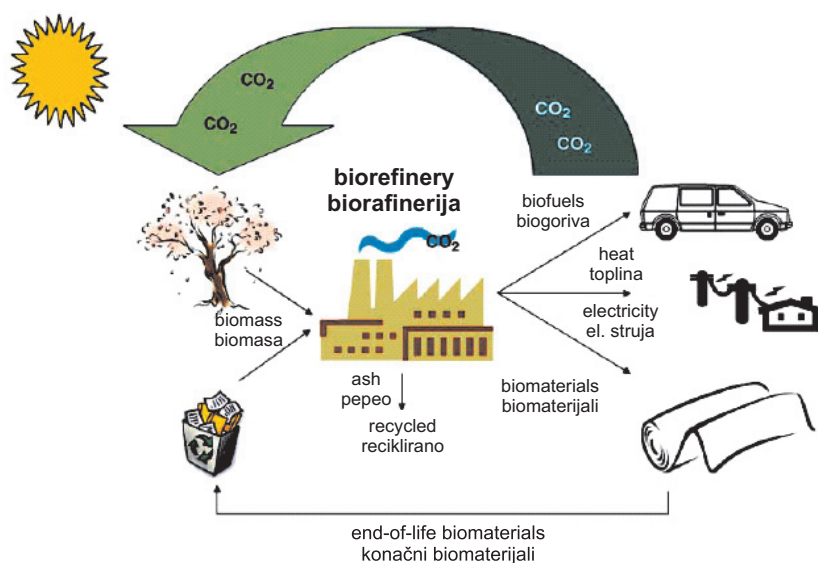 CO₂
CO₂
CO₂
CO₂
biorefinery
biorafinerija
CO₂
biofuels
biogoriva
heat
toplina
electricity
el. struja
biomass
biomasa
ash
pepeo
recycled
reciklirano
biomaterials
biomaterijali
end-of-life biomaterials
konačni biomaterijali